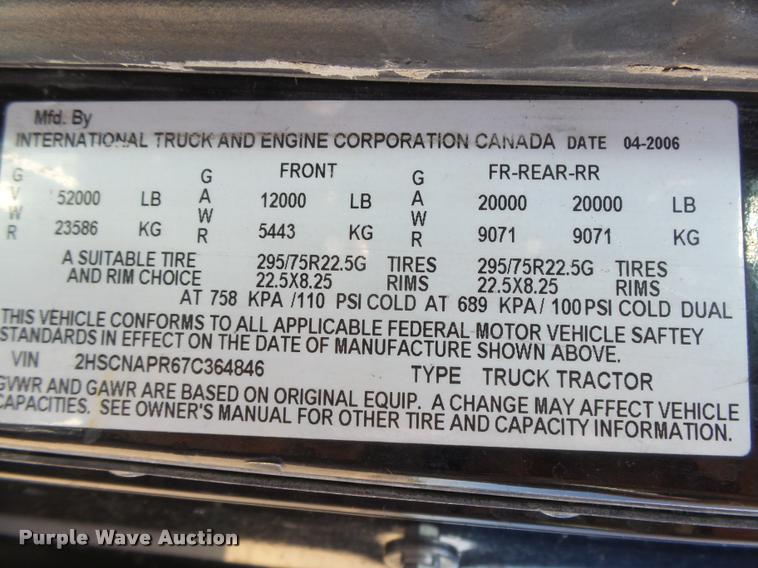 Mfd. By
INTERNATIONAL TRUCK AND ENGINE CORPORATION CANADA DATE 04-2006
GVWR 52000 LB GAWR FRONT 12000 LB GAWR FR-REAR-RR 20000 20000 LB
23586 KG 5443 KG 9071 9071 KG
A SUITABLE TIRE 295/75R22.5G TIRES 295/75R22.5G TIRES
AND RIM CHOICE 22.5X8.25 RIMS 22.5X8.25 RIMS
AT 758 KPA /110 PSI COLD AT 689 KPA/ 100PSI COLD DUAL
THIS VEHICLE CONFORMS TO ALL APPLICABLE FEDERAL MOTOR VEHICLE SAFTEY
STANDARDS IN EFFECT ON THE DATE OF MANUFACTURE SHOWN ABOVE.
VIN 2HSCNAPR67C364846 TYPE TRUCK TRACTOR
GVWR AND GAWR ARE BASED ON ORIGINAL EQUIP. A CHANGE MAY AFFECT VEHICLE
CAPACITIES. SEE OWNER'S MANUAL FOR OTHER TIRE AND CAPACITY INFORMATION.
Purple Wave Auction